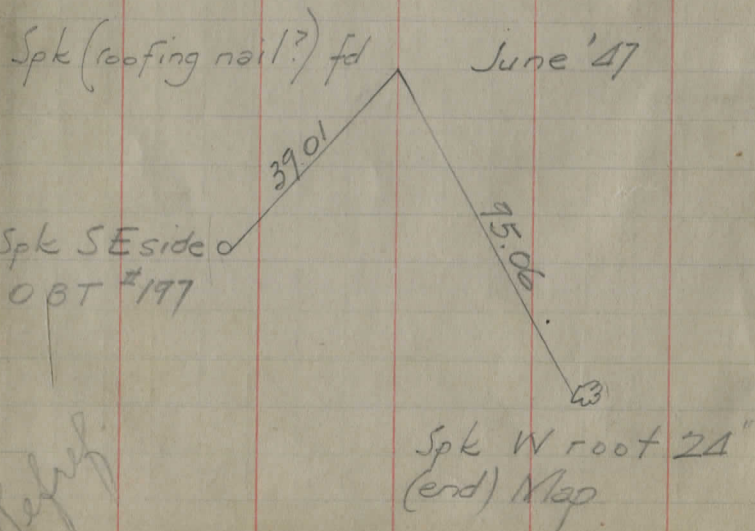 Spk (roofing nail?) fd June '47
39.01
75.06
Spk SE side
O B T #197
Spk W root 24"
(end) Map